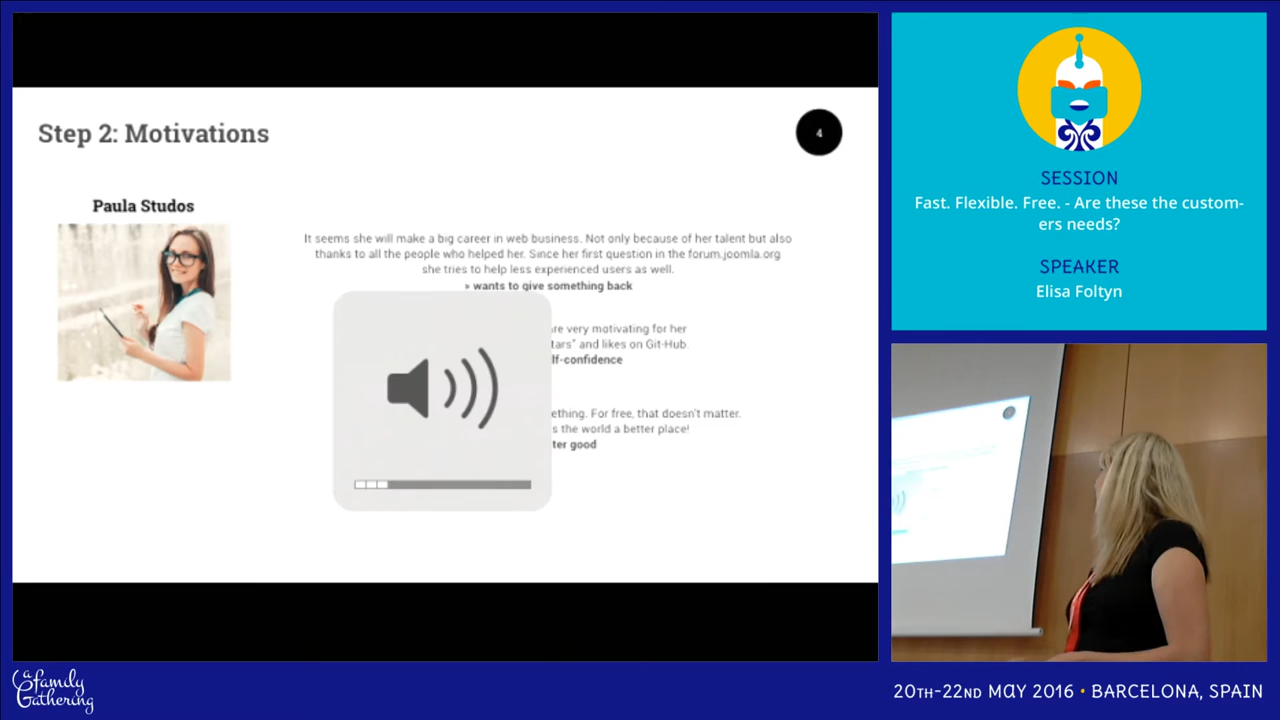 Step 2: Motivations
4
Paula Studos
It seems she will make a big career in web business. Not only because of her talent but also
thanks to all the people who helped her. Since her first question in the forum.joomla.org
she tries to help less experienced users as well.
» wants to give something back
are very motivating for her
tars" and likes on Git-Hub.
lf-confidence
ething. For free, that doesn't matter.
s the world a better place!
ter good
SESSION
Fast. Flexible. Free. - Are these the custom-
ers needs?
SPEAKER
Elisa Foltyn
a family
Gathering
20TH-22ND MAY 2016 • BARCELONA, SPAIN